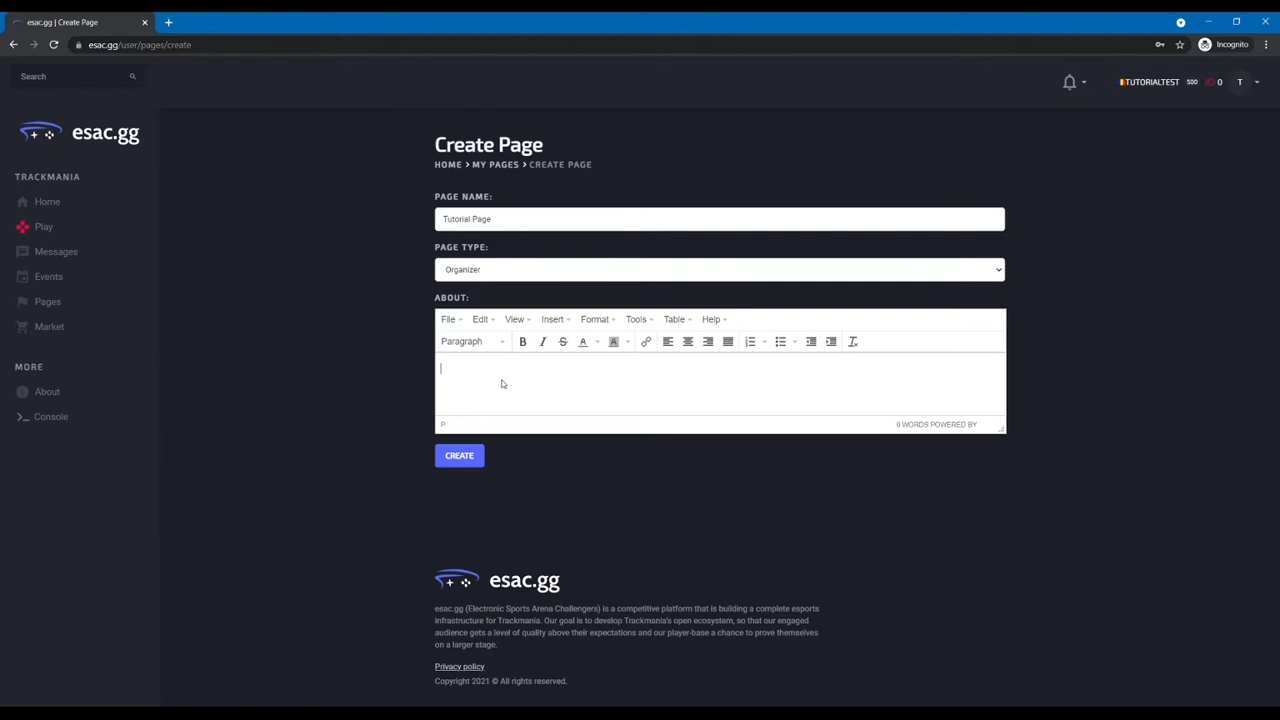 esac.gg | Create Page
esac.gg/user/pages/create
Incognito
Search
TUTORIALTEST 500 0 T
esac.gg
TRACKMANIA
Home
Play
Messages
Events
Pages
Market
MORE
About
Console
Create Page
HOME > MY PAGES > CREATE PAGE
PAGE NAME:
Tutorial Page
PAGE TYPE:
Organizer
ABOUT:
File Edit View Insert Format Tools Table Help
Paragraph B I S A A
P
0 WORDS POWERED BY
CREATE
esac.gg
esac.gg (Electronic Sports Arena Challengers) is a competitive platform that is building a complete esports
infrastructure for Trackmania. Our goal is to develop Trackmania's open ecosystem, so that our engaged
audience gets a level of quality above their expectations and our player-base a chance to prove themselves
on a larger stage.
Privacy policy
Copyright 2021 © All rights reserved.